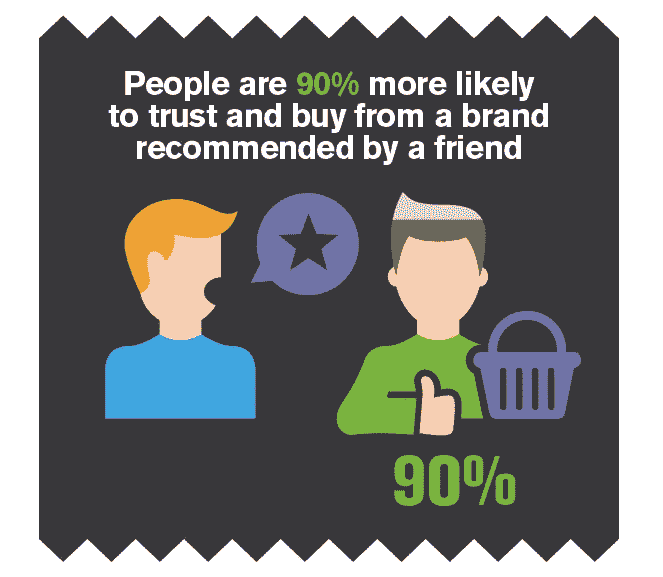 People are 90% more likely
to trust and buy from a brand
recommended by a friend
90%